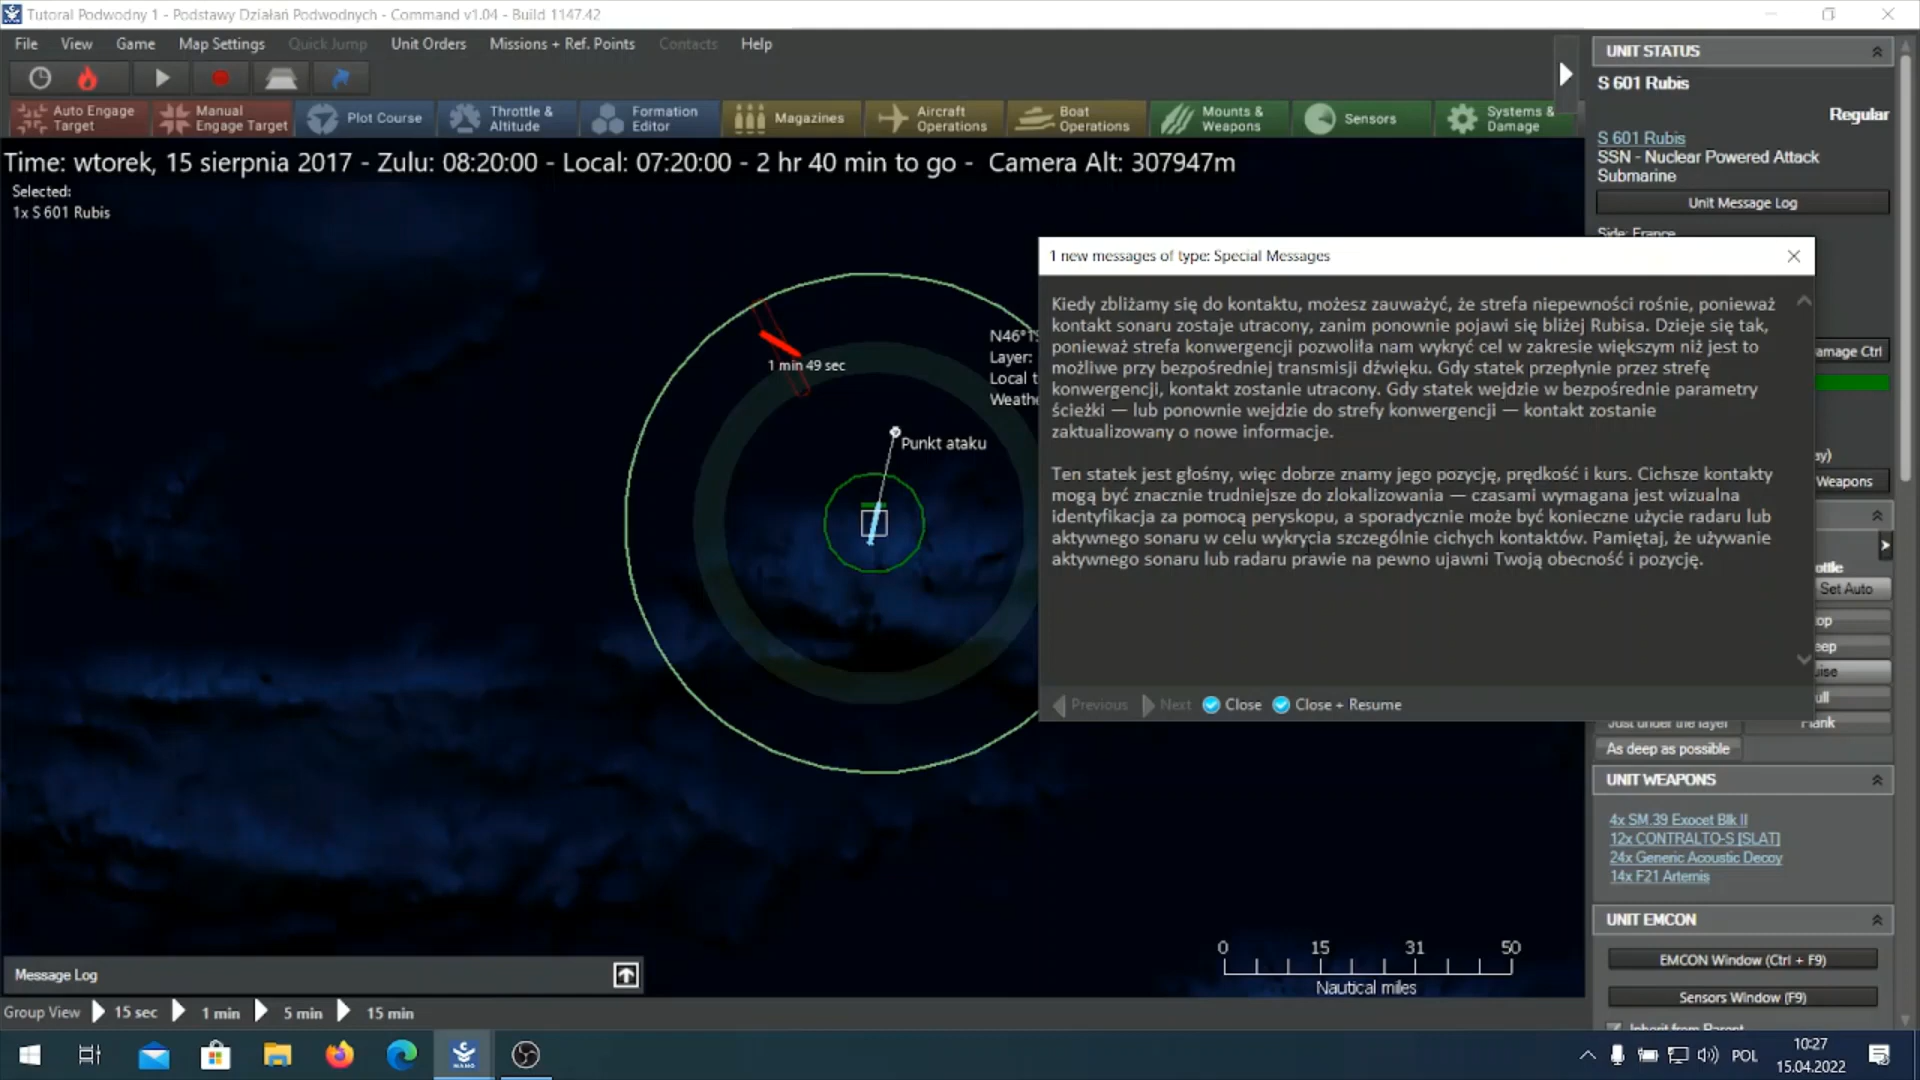 Tutoral Podwodny 1 - Podstawy Działań Podwodnych - Command v1.04 - Build 1147.42
File View Game Map Settings Quick Jump Unit Orders Missions + Ref. Points Contacts Help
Auto Engage Target
Manual Engage Target
Plot Course
Throttle & Altitude
Formation Editor
Magazines
Aircraft Operations
Boat Operations
Mounts & Weapons
Sensors
Systems & Damage
Time: wtorek, 15 sierpnia 2017 - Zulu: 08:20:00 - Local: 07:20:00 - 2 hr 40 min to go - Camera Alt: 307947m
Selected:
1x S 601 Rubis
1 min 49 sec
Punkt ataku
Layer:
1 new messages of type: Special Messages
Kiedy zbliżamy się do kontaktu, możesz zauważyć, że strefa niepewności rośnie, ponieważ
kontakt sonaru zostaje utracony, zanim ponownie pojawi się bliżej Rubisa. Dzieje się tak,
ponieważ strefa konwergencji pozwoliła nam wykryć cel w zakresie większym niż jest to
możliwe przy bezpośredniej transmisji dźwięku. Gdy statek przepłynie przez strefę
konwergencji, kontakt zostanie utracony. Gdy statek wejdzie w bezpośrednie parametry
ścieżki — lub ponownie wejdzie do strefy konwergencji — kontakt zostanie
zaktualizowany o nowe informacje.
Ten statek jest głośny, więc dobrze znamy jego pozycję, prędkość i kurs. Cichsze kontakty
mogą być znacznie trudniejsze do zlokalizowania — czasami wymagana jest wizualna
identyfikacja za pomocą peryskopu, a sporadycznie może być konieczne użycie radaru lub
aktywnego sonaru w celu wykrycia szczególnie cichych kontaktów. Pamiętaj, że używanie
aktywnego sonaru lub radaru prawie na pewno ujawni Twoją obecność i pozycję.
Previous Next Close Close + Resume
UNIT STATUS
S 601 Rubis
Regular
S 601 Rubis
SSN - Nuclear Powered Attack
Submarine
Unit Message Log
Side: France
Damage Ctrl
Weapons
Set Auto
Just under the layer
Flank
As deep as possible
UNIT WEAPONS
4x SM.39 Exocet Blk II
12x CONTRALTO-S [SLAT]
24x Generic Acoustic Decoy
14x F21 Artemis
UNIT EMCON
EMCON Window (Ctrl + F9)
Sensors Window (F9)
Inherit from Parent
0 15 31 50
Nautical miles
Message Log
Group View 15 sec 1 min 5 min 15 min
POL
10:27
15.04.2022